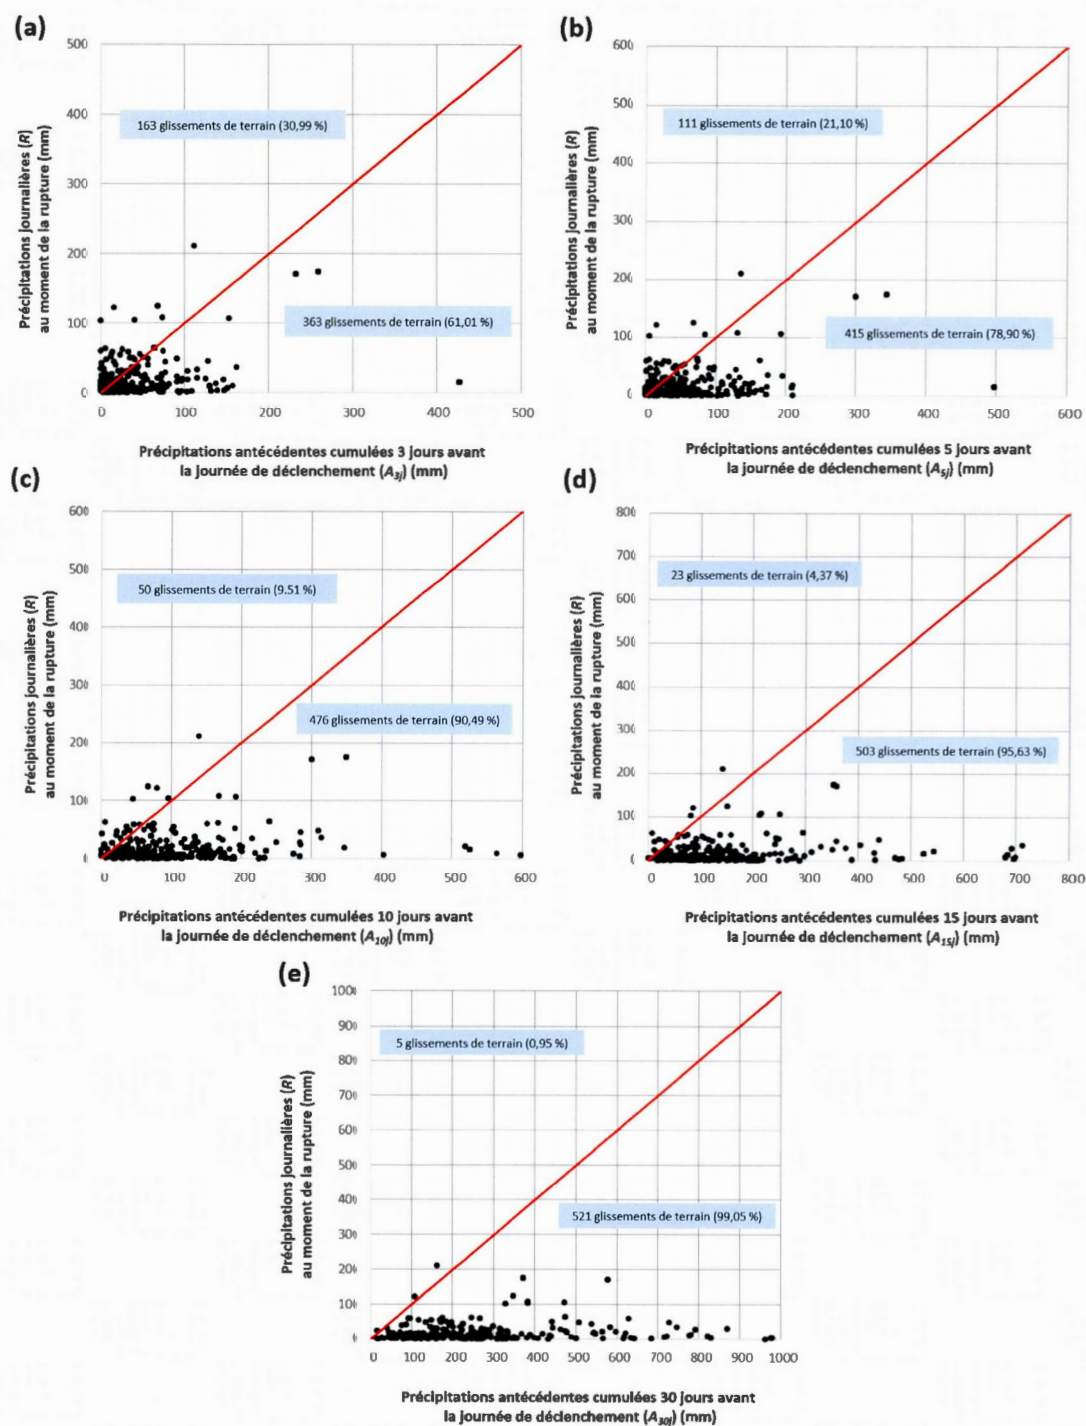 (a)
500
400
300
200
100
0
163 glissements de terrain (30,99 %)
363 glissements de terrain (61,01 %)
0 100 200 300 400 500
Précipitations journalières (R)
au moment de la rupture (mm)
Précipitations antécédentes cumulées 3 jours avant
la journée de déclenchement (A3j) (mm)
(b)
600
500
400
300
200
100
0
111 glissements de terrain (21,10 %)
415 glissements de terrain (78,90 %)
0 100 200 300 400 500 600
Précipitations journalières (R)
au moment de la rupture (mm)
Précipitations antécédentes cumulées 5 jours avant
la journée de déclenchement (A5j) (mm)
(c)
600
500
400
300
200
100
0
50 glissements de terrain (9.51 %)
476 glissements de terrain (90,49 %)
0 100 200 300 400 500 600
Précipitations journalières (R)
au moment de la rupture (mm)
Précipitations antécédentes cumulées 10 jours avant
la journée de déclenchement (A10j) (mm)
(d)
800
700
600
500
400
300
200
100
0
23 glissements de terrain (4,37 %)
503 glissements de terrain (95,63 %)
0 100 200 300 400 500 600 700 800
Précipitations journalières (R)
au moment de la rupture (mm)
Précipitations antécédentes cumulées 15 jours avant
la journée de déclenchement (A15j) (mm)
(e)
5 glissements de terrain (0,95 %)
521 glissements de terrain (99,05 %)
0 100 200 300 400 500 600 700 800 900 1000
Précipitations journalières (R)
au moment de la rupture (mm)
Précipitations antécédentes cumulées 30 jours avant
la journée de déclenchement (A30j) (mm)